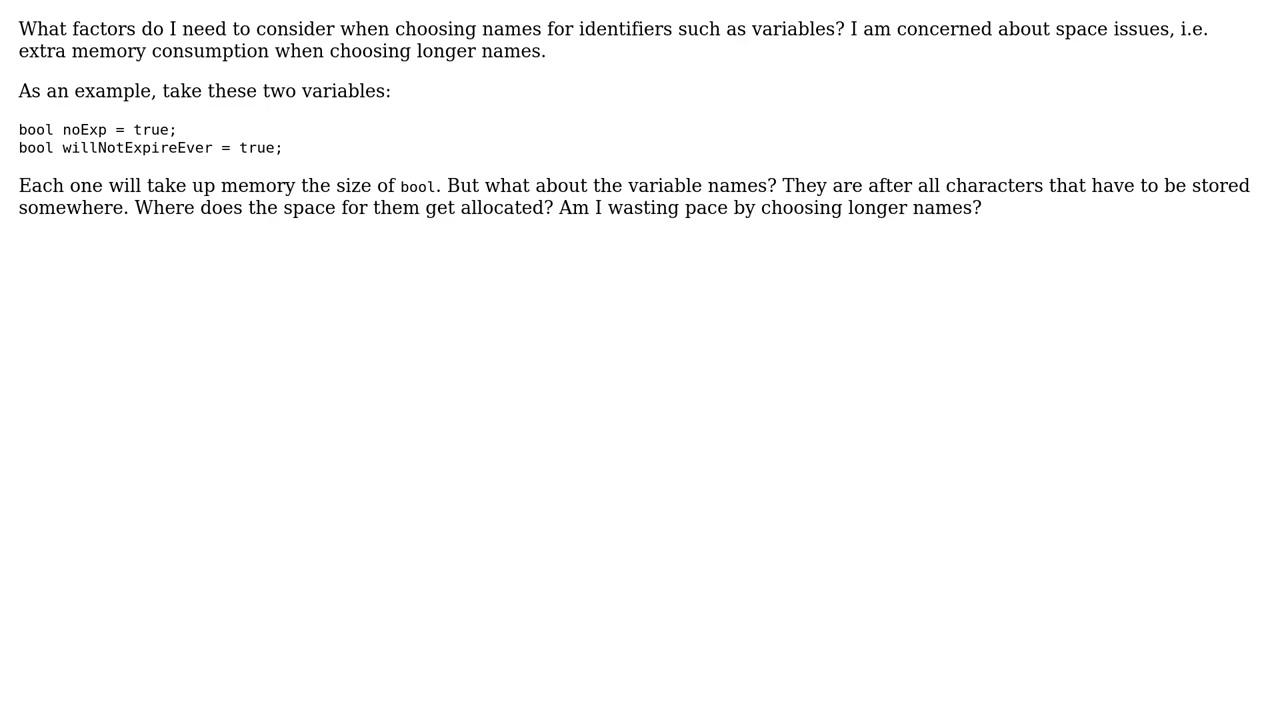 What factors do I need to consider when choosing names for identifiers such as variables? I am concerned about space issues, i.e.
extra memory consumption when choosing longer names.
As an example, take these two variables:
bool noExp = true;
bool willNotExpireEver = true;
Each one will take up memory the size of bool. But what about the variable names? They are after all characters that have to be stored
somewhere. Where does the space for them get allocated? Am I wasting pace by choosing longer names?